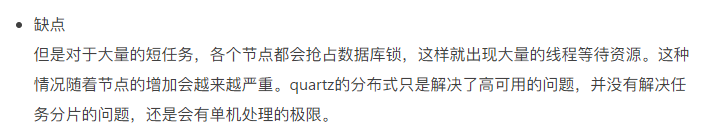 缺点
但是对于大量的短任务，各个节点都会抢占数据库锁，这样就出现大量的线程等待资源。这种
情况随着节点的增加会越来越严重。quartz的分布式只是解决了高可用的问题，并没有解决任
务分片的问题，还是会有单机处理的极限。